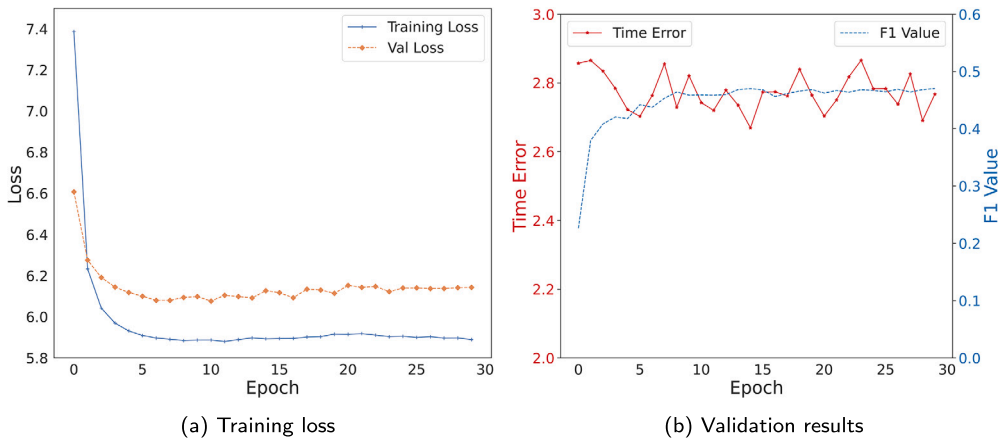 Training Loss
Val Loss
7.4
7.2
7.0
6.8
6.6
6.4
6.2
6.0
5.8
Loss
0 5 10 15 20 25 30
Epoch
(a) Training loss
Time Error
F1 Value
3.0
2.8
2.6
2.4
2.2
2.0
Time Error
0.6
0.5
0.4
0.3
0.2
0.1
0.0
F1 Value
0 5 10 15 20 25 30
Epoch
(b) Validation results